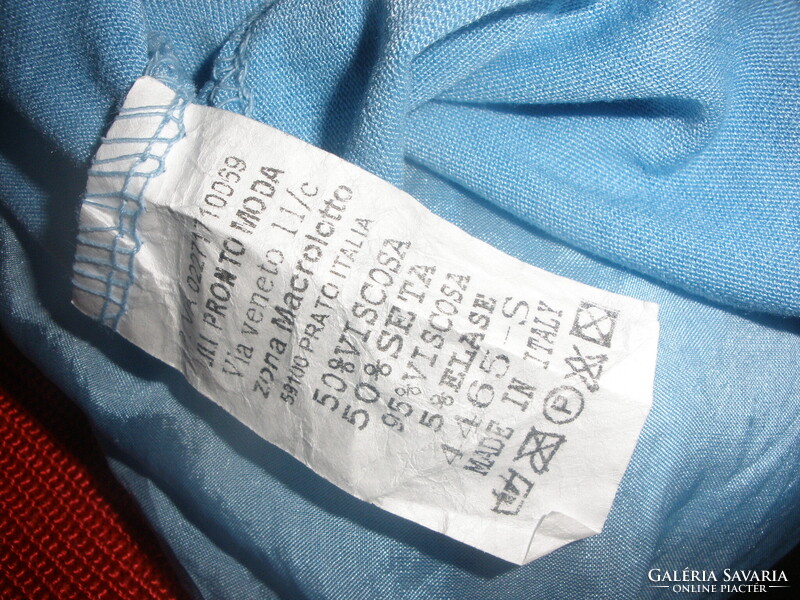 02271710069
PRONTO MODA
Via veneto 11/c
zona Macrolotto
59100 PRATO ITALIA
50%VISCOSA
50%SETA
95%VISCOSA
5%ELASE
4465-S
MADE IN ITALY
P
GALÉRIA SAVARIA
ONLINE PIACTÉR